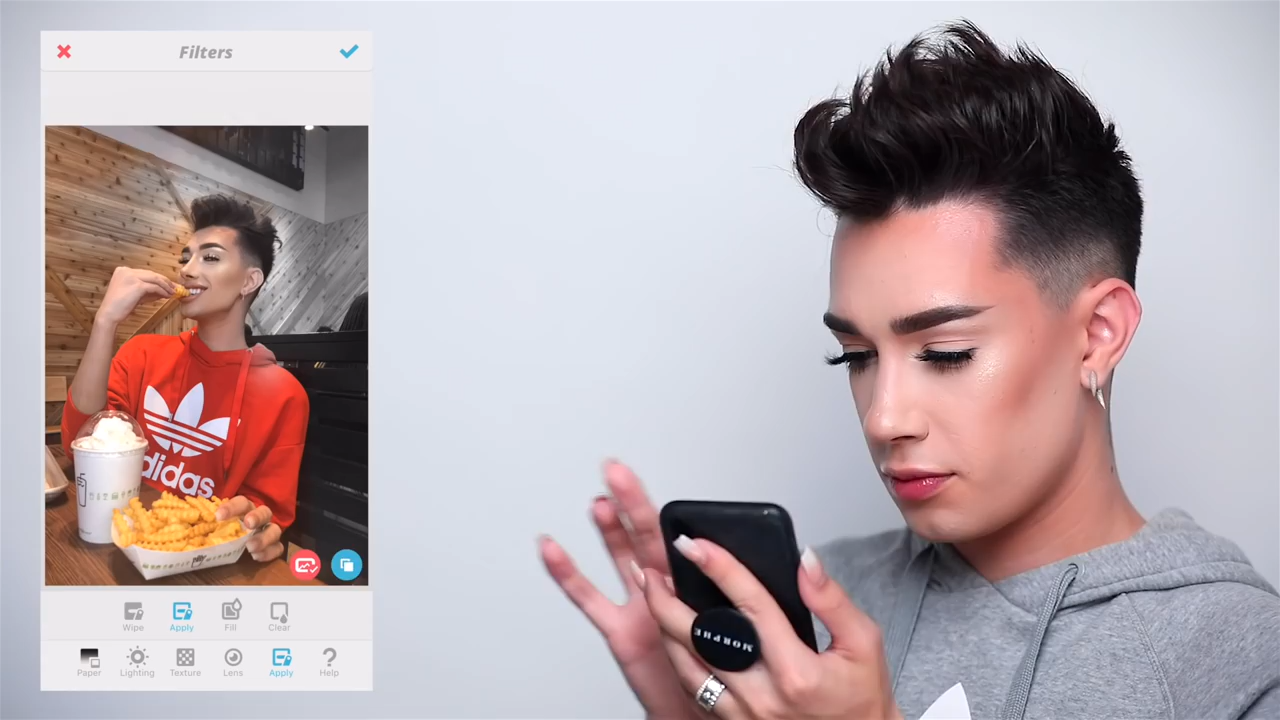 Filters
adidas
Wipe Apply Fill Clear
Paper Lighting Texture Lens Apply Help
MORPHE